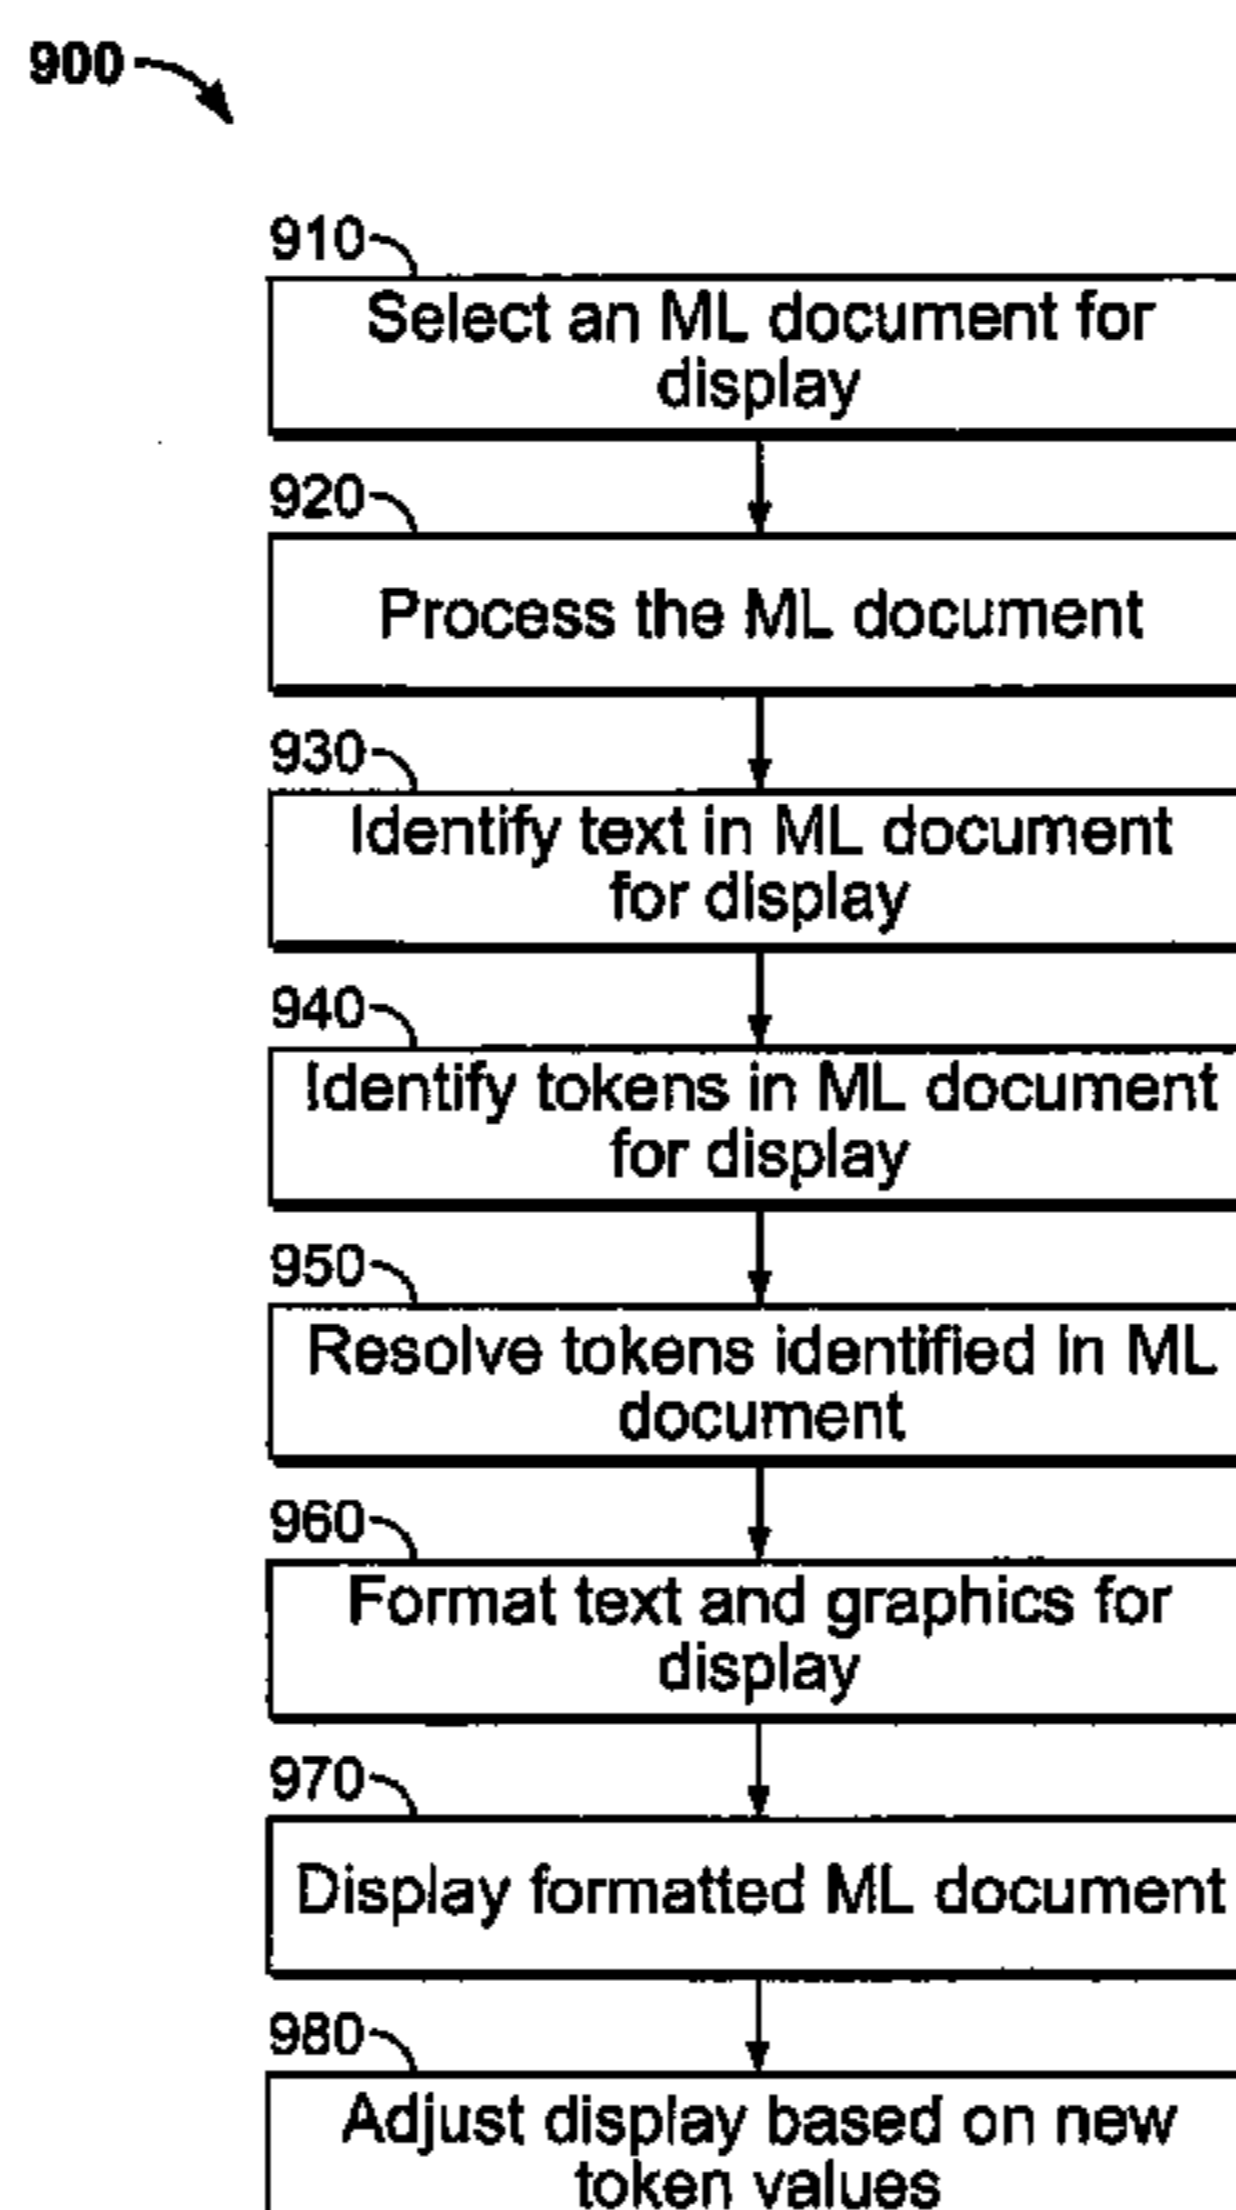 900
910
Select an ML document for
display
920
Process the ML document
930
Identify text in ML document
for display
940
Identify tokens in ML document
for display
950
Resolve tokens identified in ML
document
960
Format text and graphics for
display
970
Display formatted ML document
980
Adjust display based on new
token values